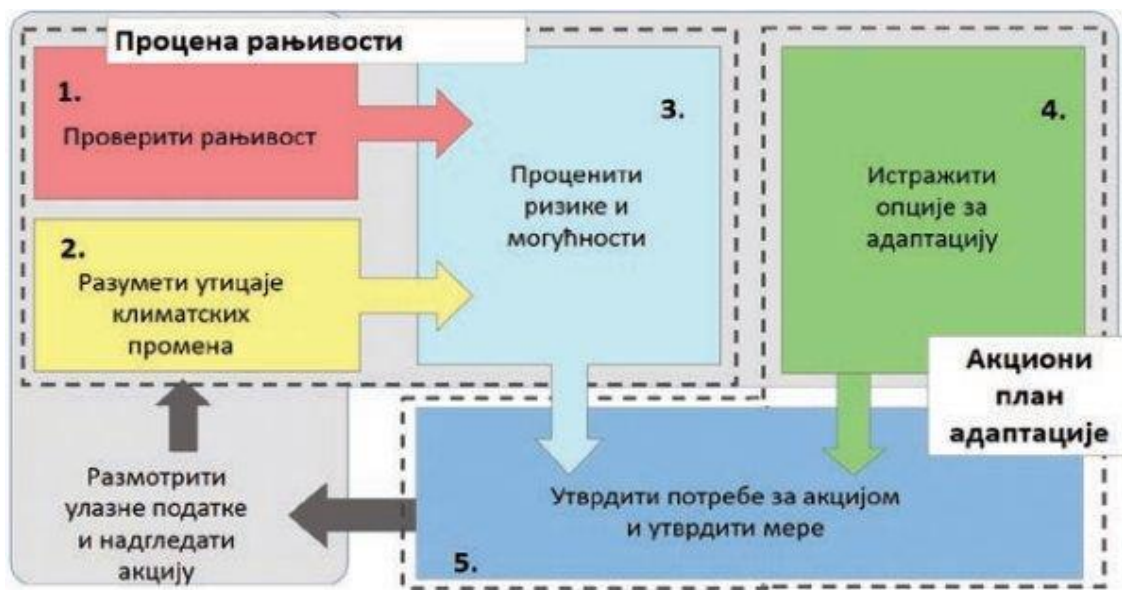 Процена рањивости
1.
Проверити рањивост
2.
Разумети утицаје
климатских
промена
3.
Проценити
ризике и
могућности
4.
Истражити
опције за
адаптацију
Акциони
план
адаптације
Утврдити потребе за акцијом
и утврдити мере
5.
Размотрити
улазне податке
и надгледати
акцију